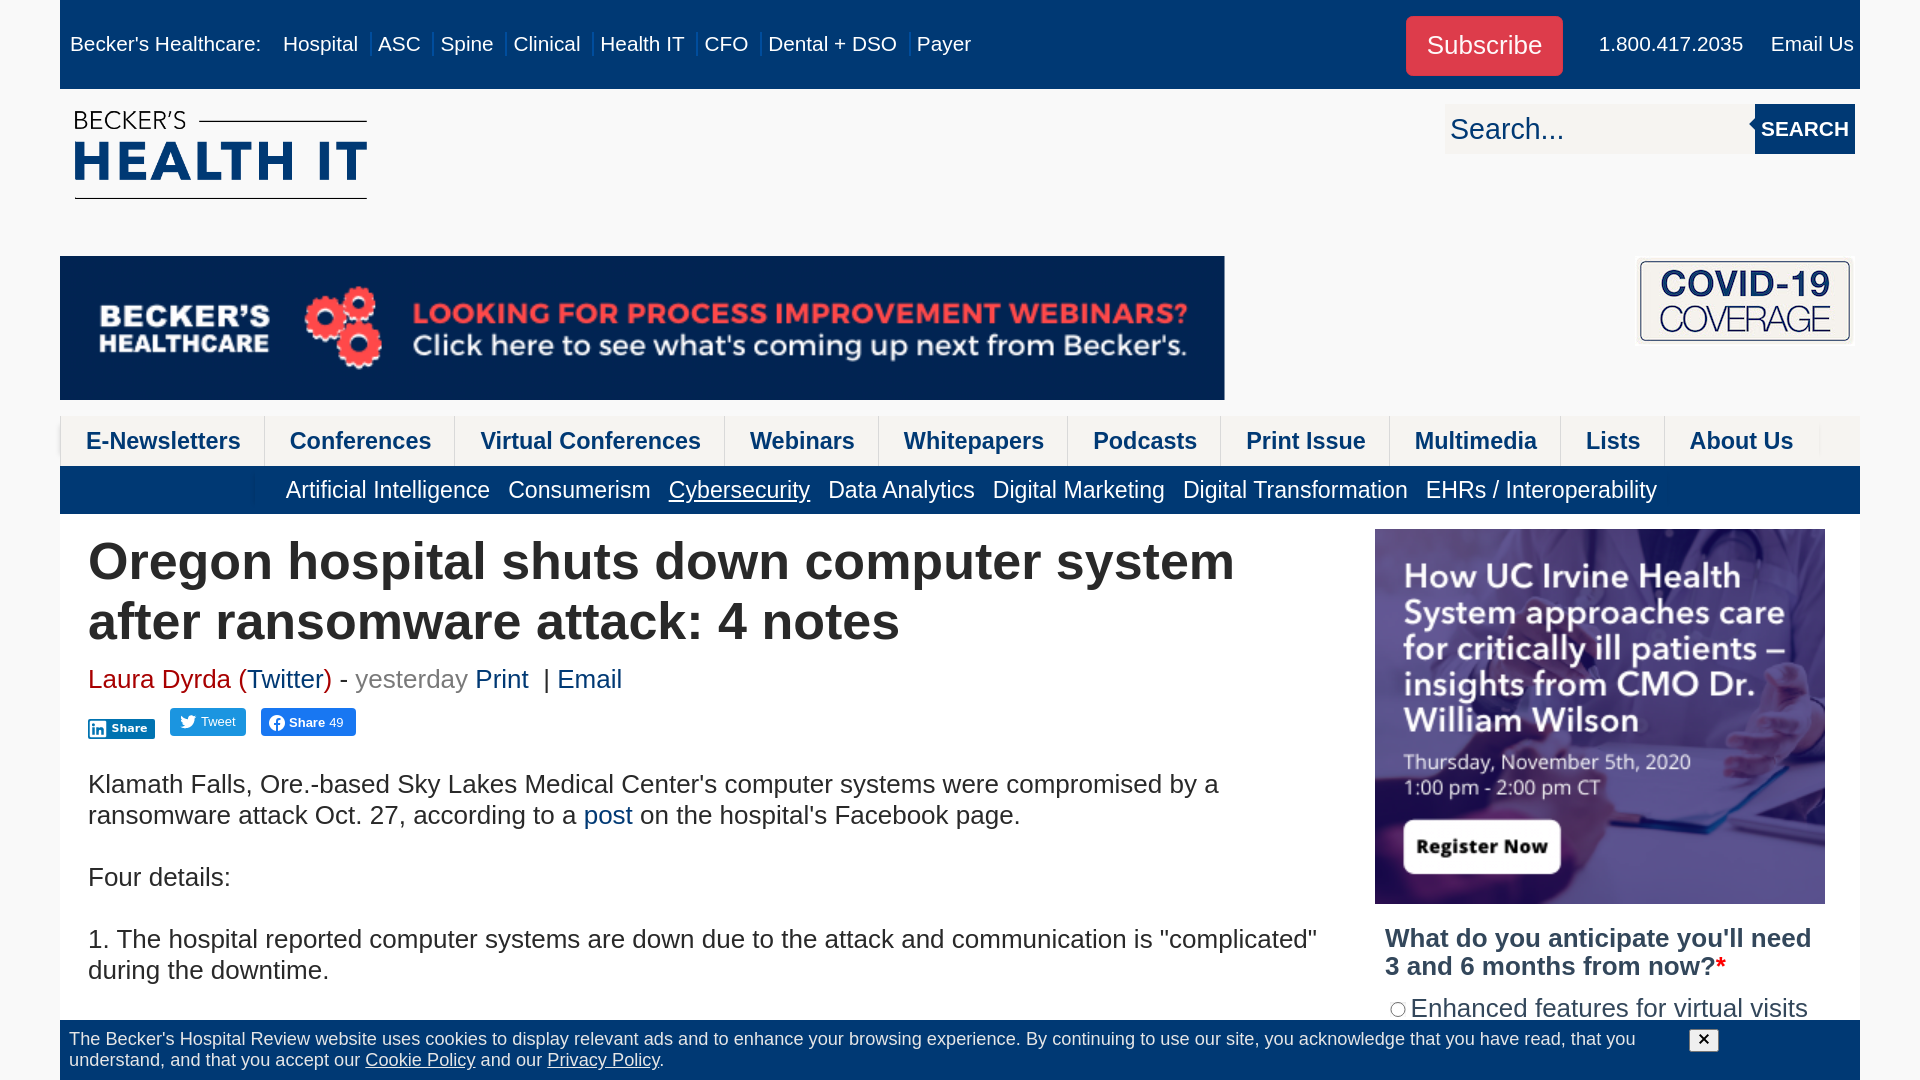 Becker's Healthcare: Hospital ASC Spine Clinical Health IT CFO Dental + DSO Payer Subscribe 1.800.417.2035 Email Us
BECKER'S
HEALTH IT
Search... SEARCH
BECKER'S
HEALTHCARE
LOOKING FOR PROCESS IMPROVEMENT WEBINARS?
Click here to see what's coming up next from Becker's.
COVID-19
COVERAGE
E-Newsletters Conferences Virtual Conferences Webinars Whitepapers Podcasts Print Issue Multimedia Lists About Us
Artificial Intelligence Consumerism Cybersecurity Data Analytics Digital Marketing Digital Transformation EHRs / Interoperability
Oregon hospital shuts down computer system
after ransomware attack: 4 notes
Laura Dyrda (Twitter) - yesterday Print | Email
Share Tweet Share 49
Klamath Falls, Ore.-based Sky Lakes Medical Center's computer systems were compromised by a
ransomware attack Oct. 27, according to a post on the hospital's Facebook page.
Four details:
1. The hospital reported computer systems are down due to the attack and communication is "complicated"
during the downtime.
How UC Irvine Health
System approaches care
for critically ill patients –
insights from CMO Dr.
William Wilson
Thursday, November 5th, 2020
1:00 pm - 2:00 pm CT
Register Now
What do you anticipate you'll need
3 and 6 months from now?*
Enhanced features for virtual visits
The Becker's Hospital Review website uses cookies to display relevant ads and to enhance your browsing experience. By continuing to use our site, you acknowledge that you have read, that you
understand, and that you accept our Cookie Policy and our Privacy Policy.
✕